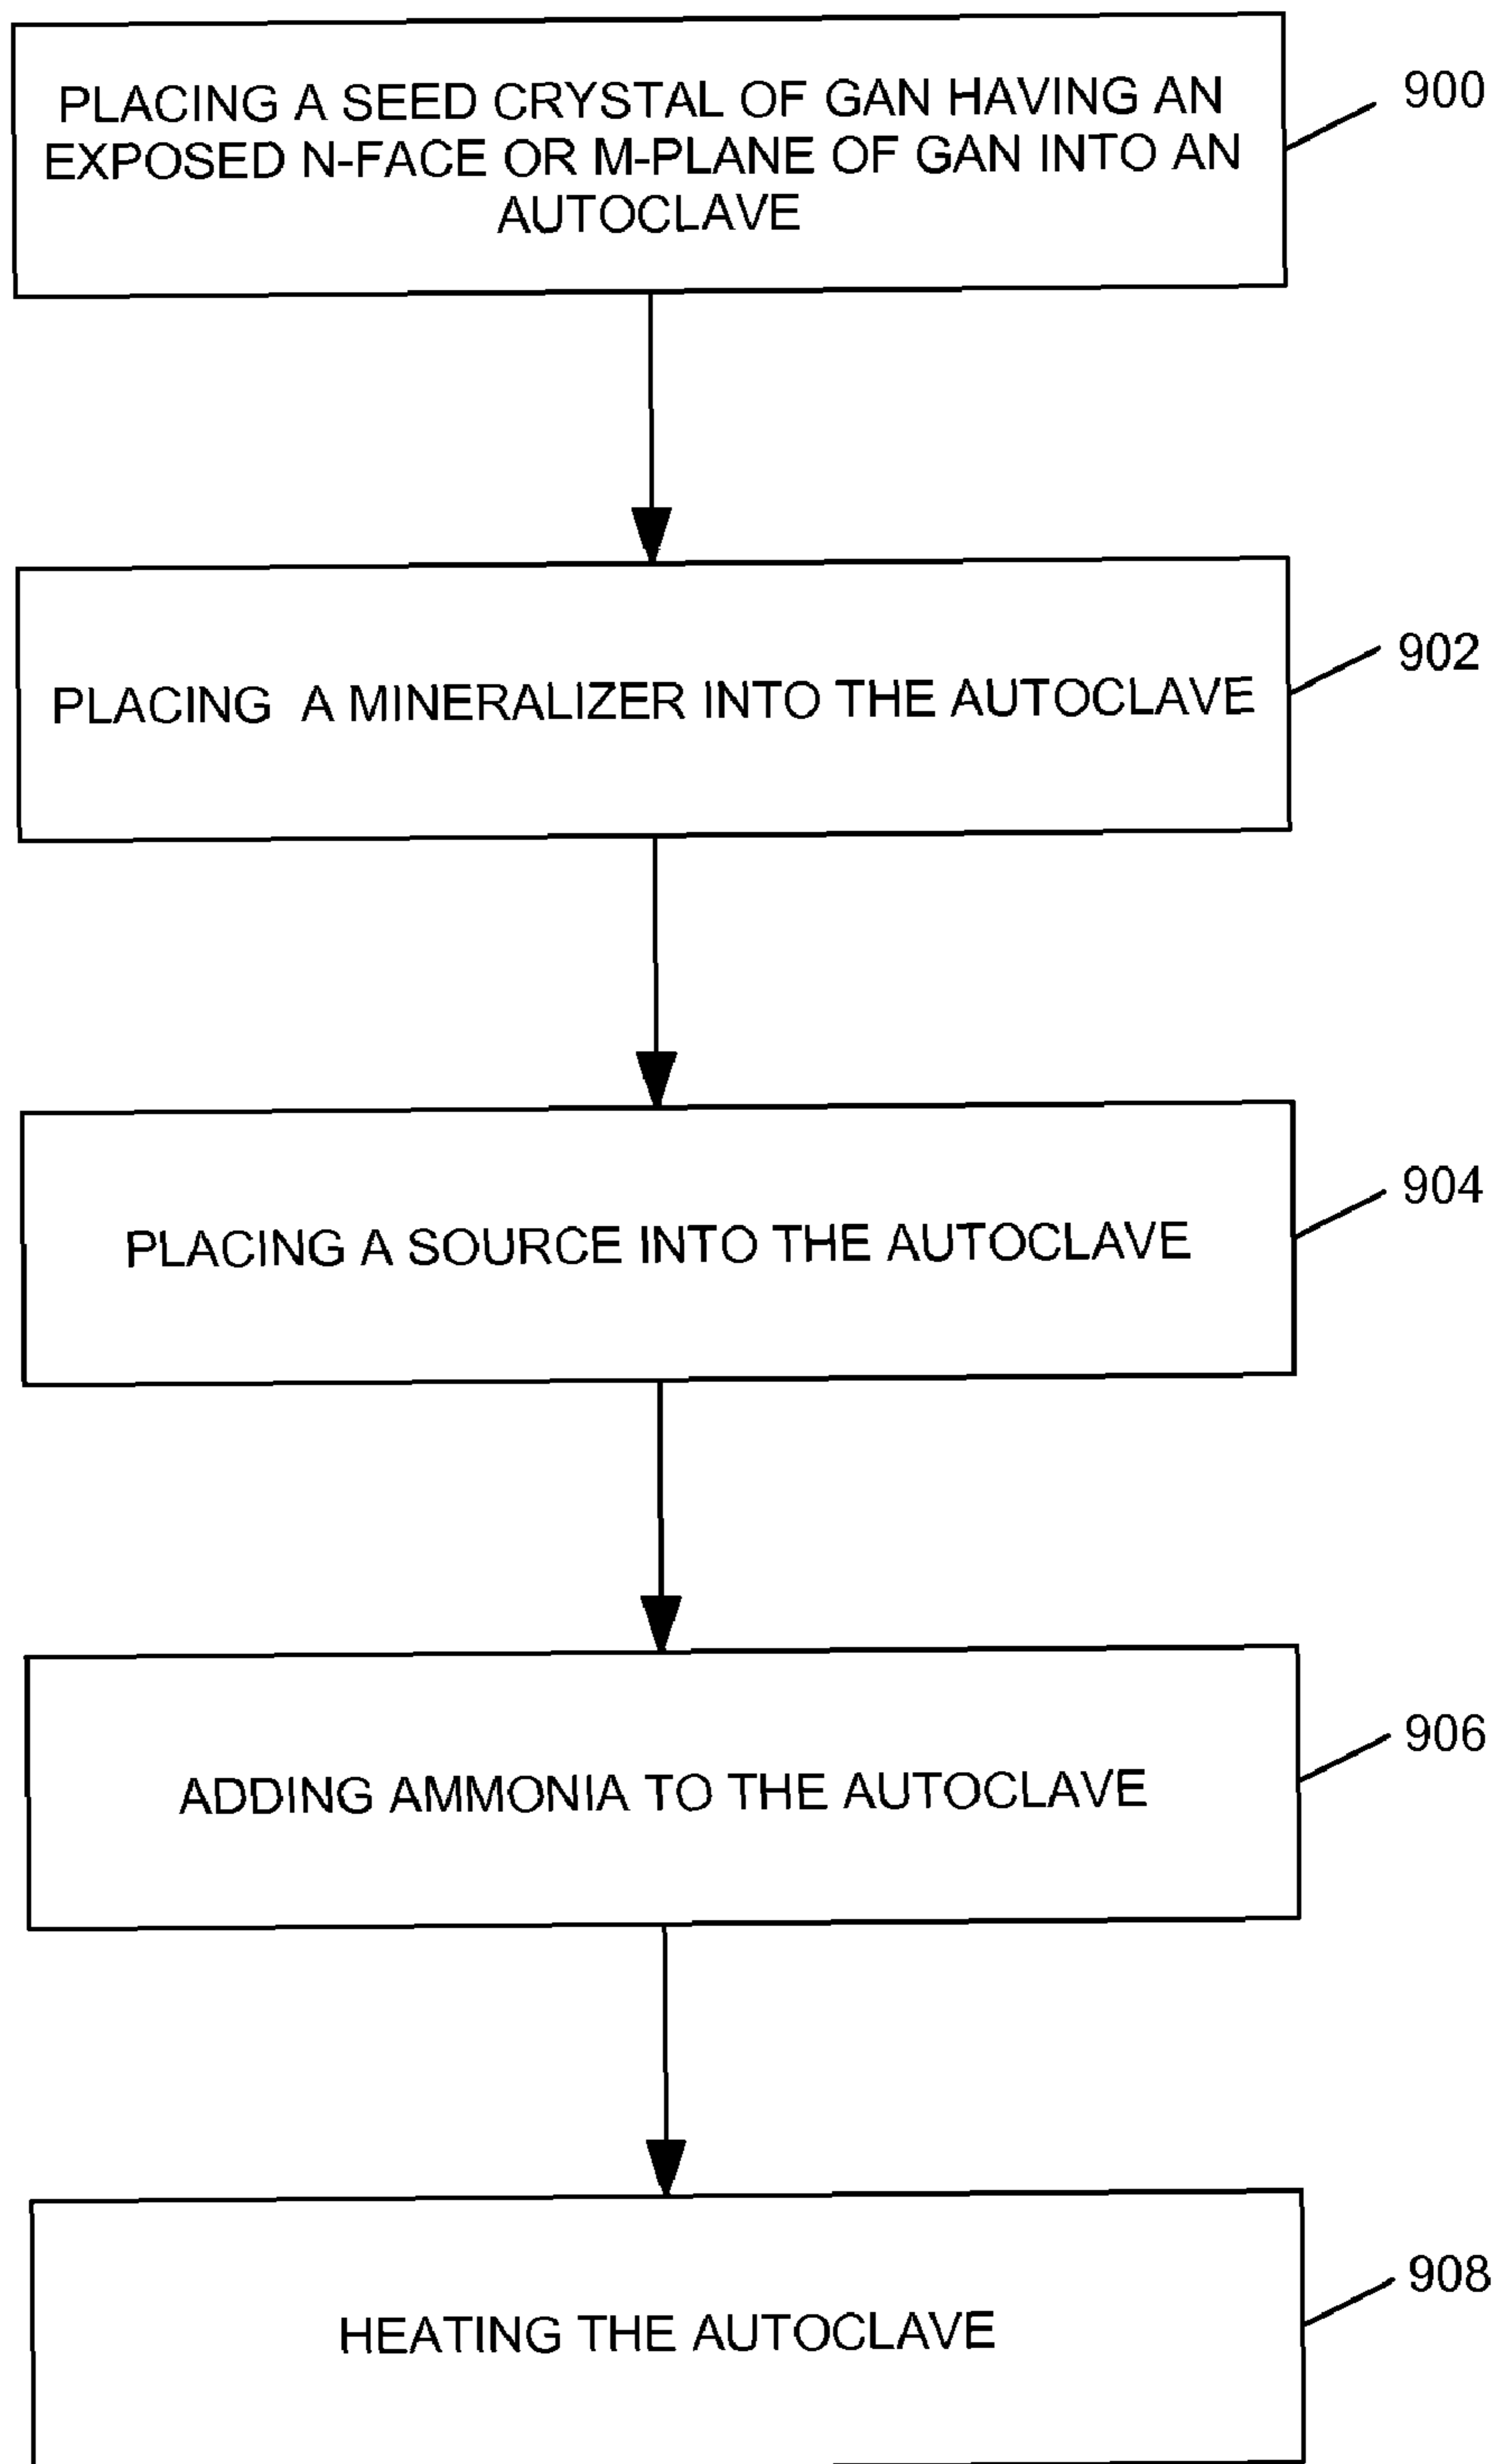 PLACING A SEED CRYSTAL OF GAN HAVING AN
EXPOSED N-FACE OR M-PLANE OF GAN INTO AN
AUTOCLAVE
900
PLACING A MINERALIZER INTO THE AUTOCLAVE
902
PLACING A SOURCE INTO THE AUTOCLAVE
904
ADDING AMMONIA TO THE AUTOCLAVE
906
HEATING THE AUTOCLAVE
908